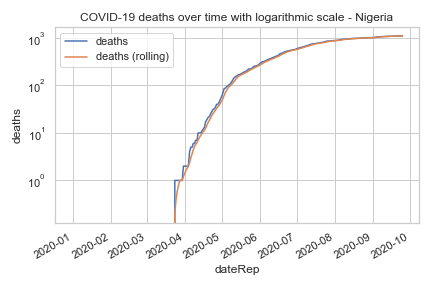 COVID-19 deaths over time with logarithmic scale - Nigeria
deaths
deaths (rolling)
10³
10²
10¹
10⁰
deaths
2020-01
2020-02
2020-03
2020-04
2020-05
2020-06
2020-07
2020-08
2020-09
2020-10
dateRep